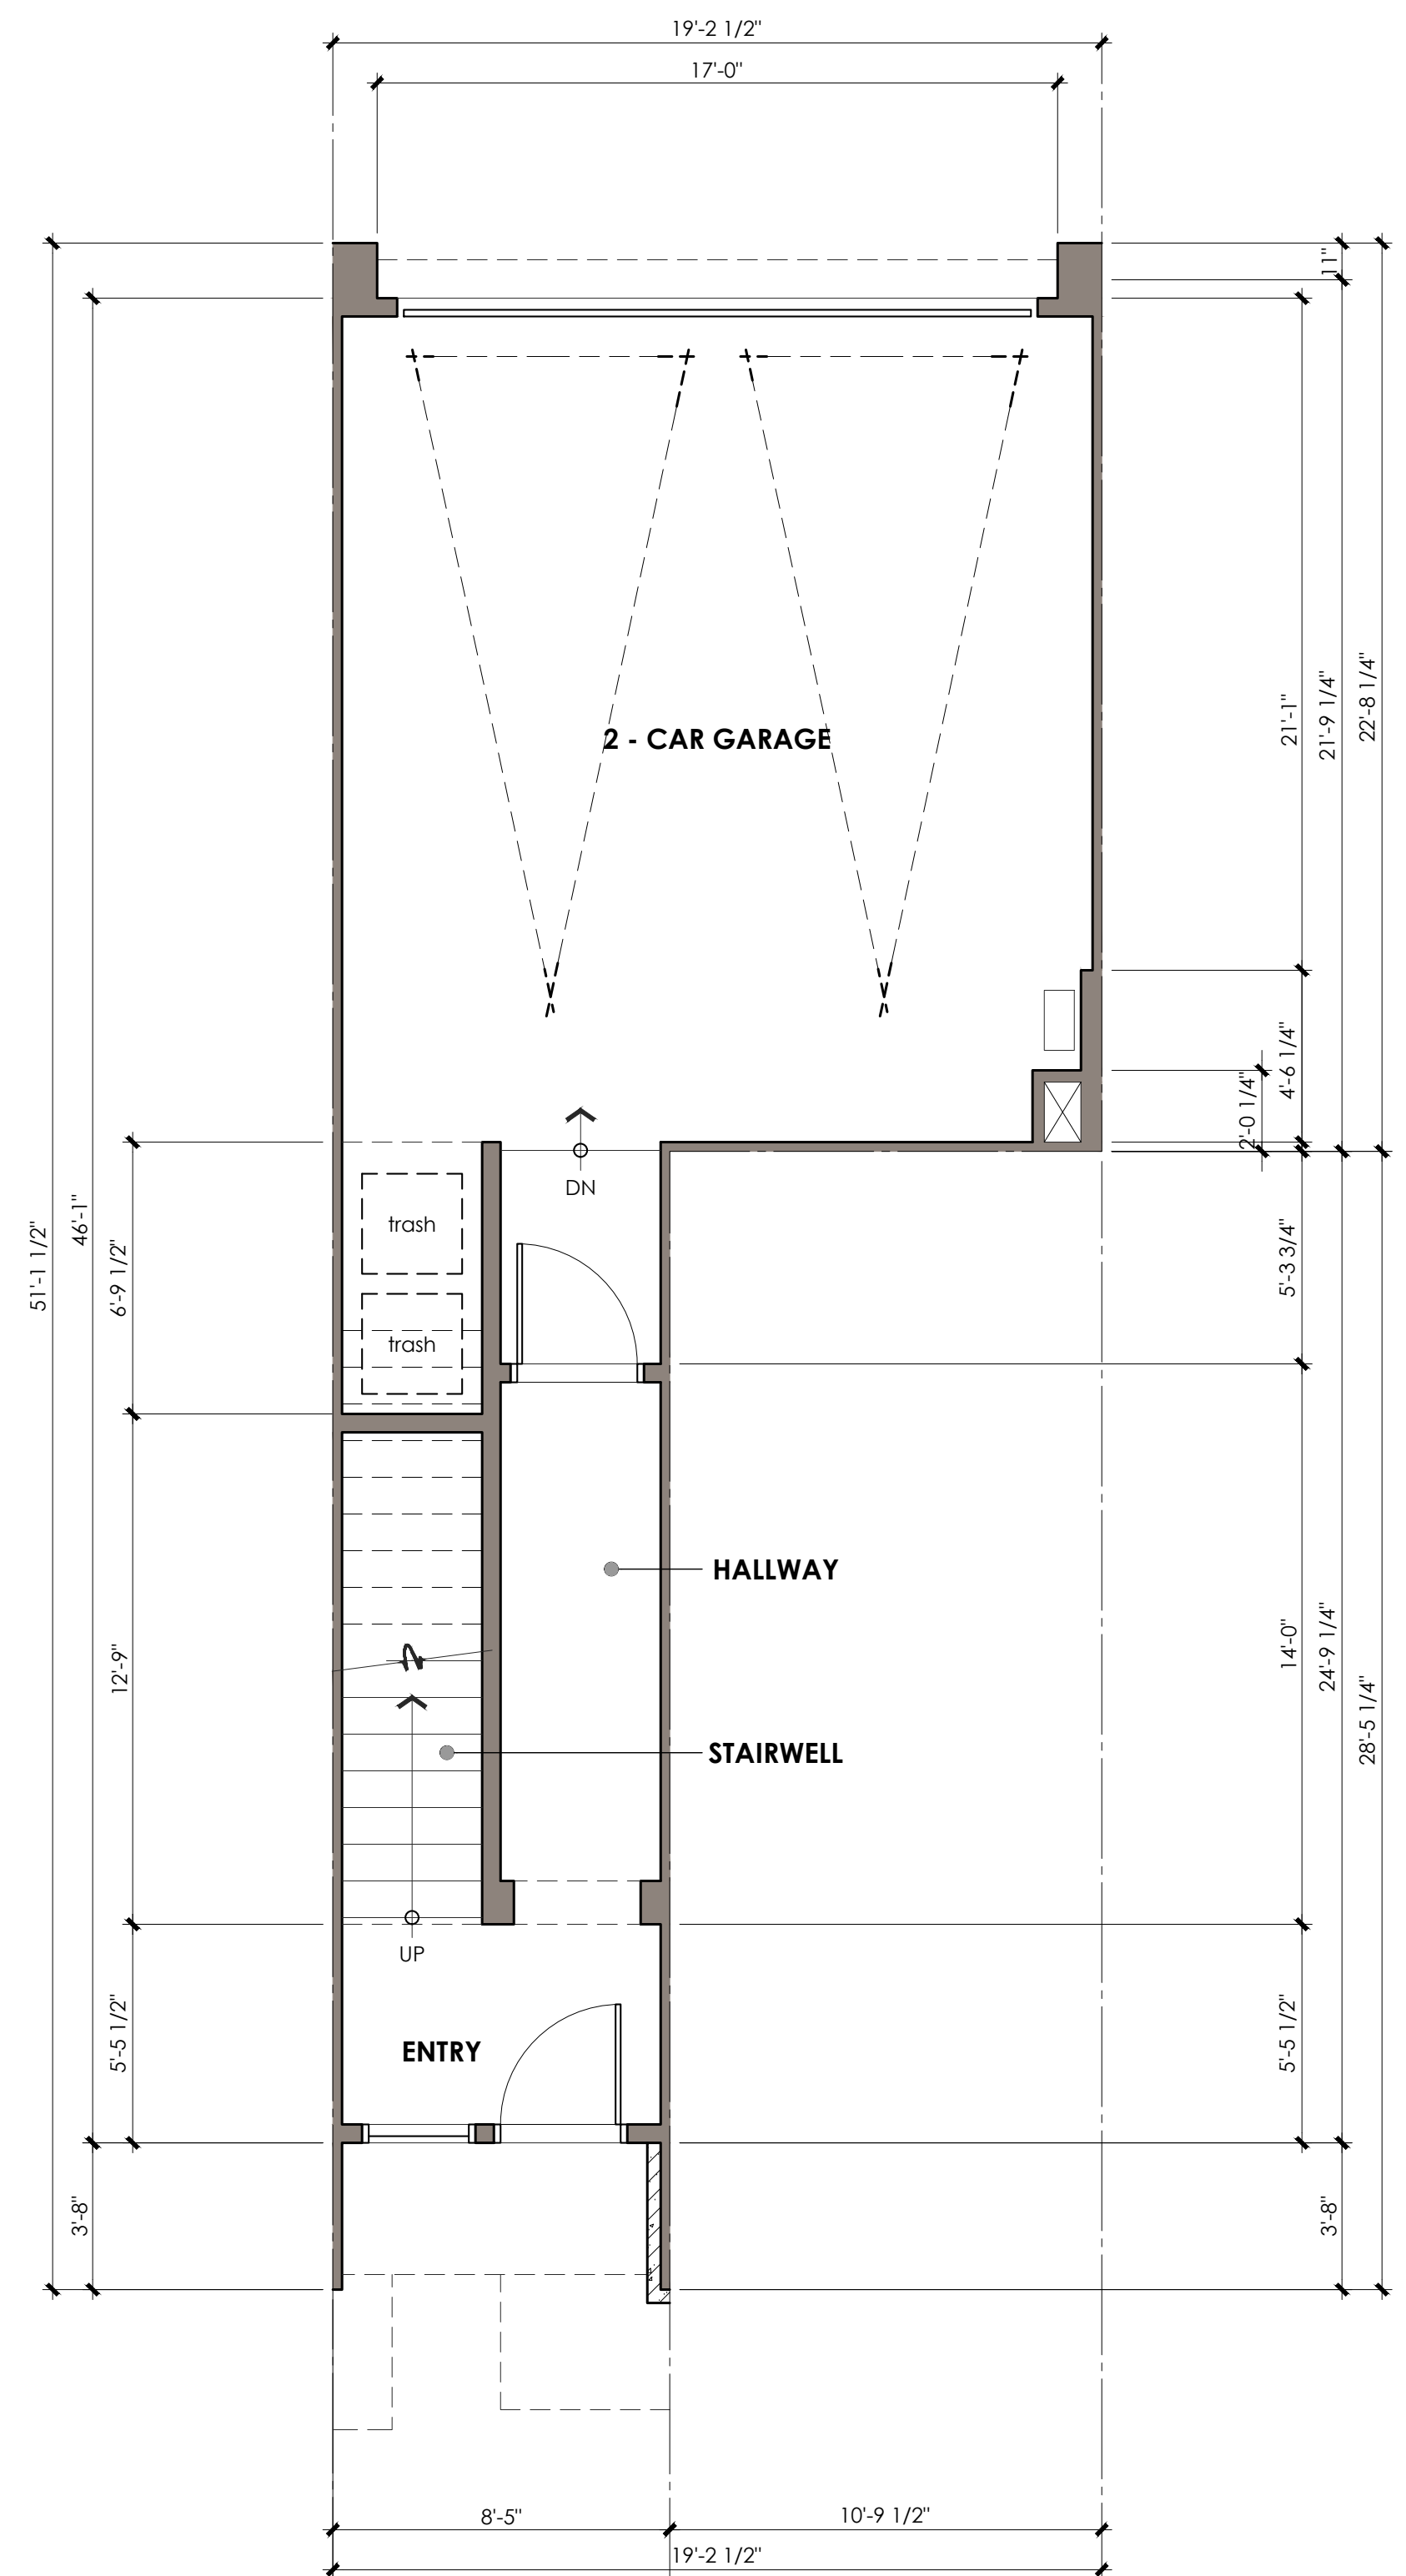 19'-2 1/2"
17'-0"
11"
2 - CAR GARAGE
21'-1"
21'-9 1/4"
22'-8 1/4"
4'-6 1/4"
2'-0 1/4"
DN
trash
trash
51'-1 1/2"
46'-1"
6'-9 1/2"
5'-3 3/4"
HALLWAY
STAIRWELL
12'-9"
14'-0"
24'-9 1/4"
28'-5 1/4"
UP
ENTRY
5'-5 1/2"
5'-5 1/2"
3'-8"
3'-8"
8'-5"
10'-9 1/2"
19'-2 1/2"